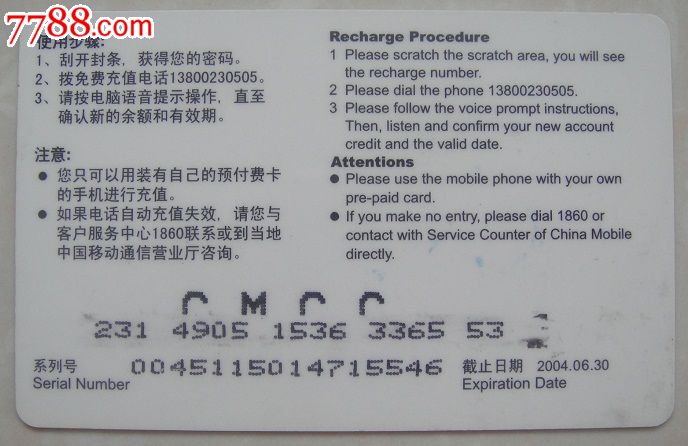 7788.com
使用步骤:
1、刮开封条，获得您的密码。
2、拨免费充值电话13800230505。
3、请按电脑语音提示操作，直至
确认新的余额和有效期。
注意:
● 您只可以用装有自己的预付费卡
的手机进行充值。
● 如果电话自动充值失效，请您与
客户服务中心1860联系或到当地
中国移动通信营业厅咨询。
Recharge Procedure
1 Please scratch the scratch area, you will see
the recharge number.
2 Please dial the phone 13800230505.
3 Please follow the voice prompt instructions,
Then, listen and confirm your new account
credit and the valid date.
Attentions
● Please use the mobile phone with your own
pre-paid card.
● If you make no entry, please dial 1860 or
contact with Service Counter of China Mobile
directly.
CMCC
231 4905 1536 3365 53
系列号 00451150147155​46 截止日期 2004.06.30
Serial Number Expiration Date